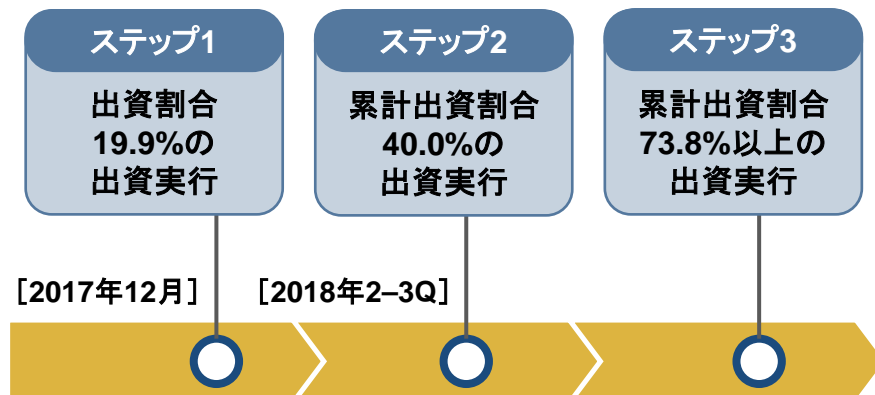 ステップ1
出資割合
19.9%の
出資実行
ステップ2
累計出資割合
40.0%の
出資実行
ステップ3
累計出資割合
73.8%以上の
出資実行
［2017年12月］
［2018年2–3Q］